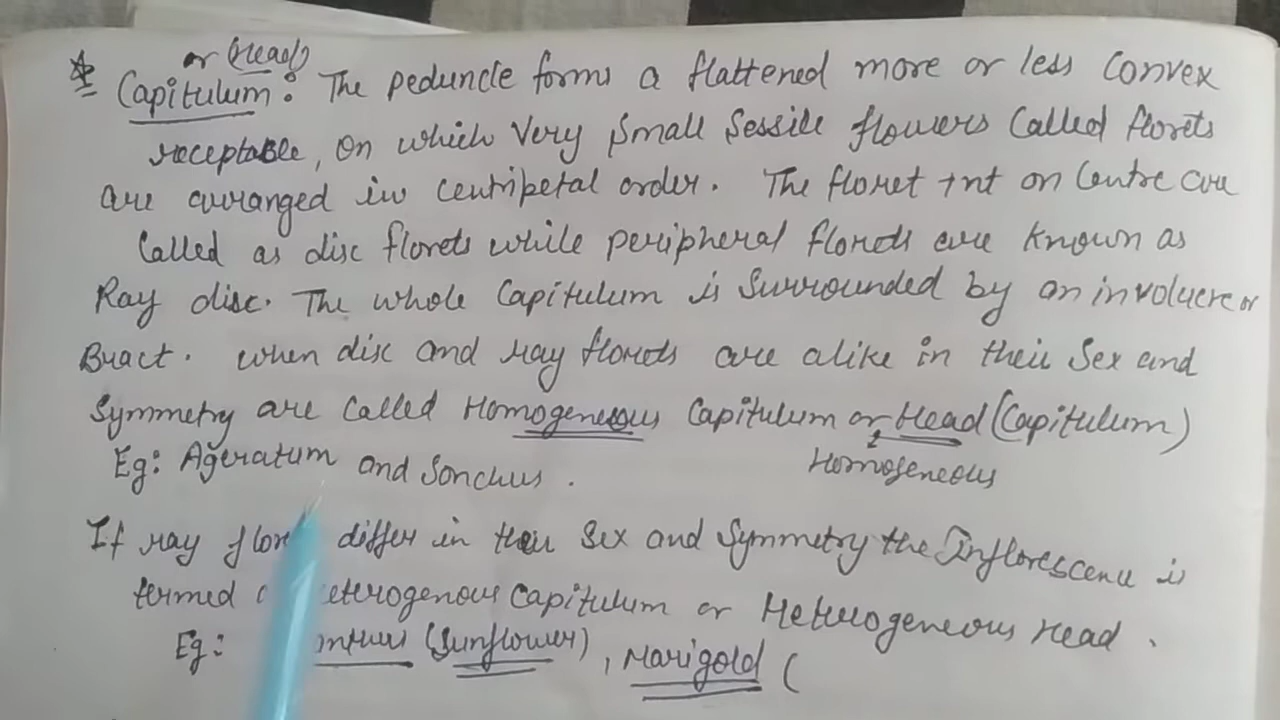 or (Head)
* Capitulum: The peduncle forms a flattened more or less convex
receptable, on which very small sessile flowers called florets
are arranged in centripetal order. The floret +nt on centre are
called as disc florets while peripheral florets are known as
Ray disc. The whole capitulum is surrounded by an involucre or
Bract. when disc and ray florets are alike in their sex and
symmetry are called Homogeneous capitulum or Head (Capitulum)
Homogeneous
Eg: Ageratum and sonchus.
If ray flor differ in their sex and symmetry the Inflorescence is
termed eterogenous capitulum or Heterogeneous Head.
Eg: (sunflower), Marigold (